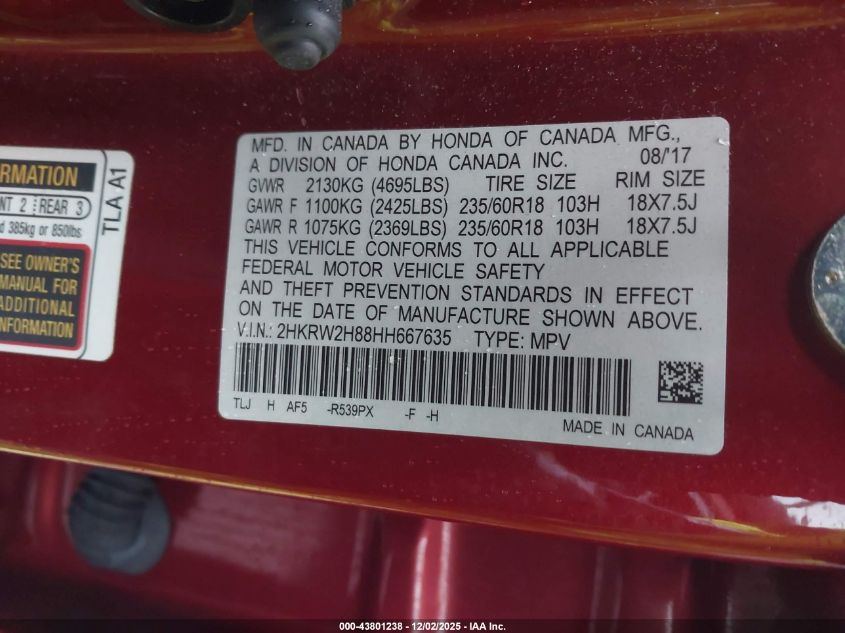 RMATION
NT 2 REAR 3
d 385kg or 850lbs
SEE OWNER'S
MANUAL FOR
ADDITIONAL
INFORMATION
TLA A1
MFD. IN CANADA BY HONDA OF CANADA MFG.,
A DIVISION OF HONDA CANADA INC. 08/'17
GVWR 2130KG (4695LBS) TIRE SIZE RIM SIZE
GAWR F 1100KG (2425LBS) 235/60R18 103H 18X7.5J
GAWR R 1075KG (2369LBS) 235/60R18 103H 18X7.5J
THIS VEHICLE CONFORMS TO ALL APPLICABLE
FEDERAL MOTOR VEHICLE SAFETY
AND THEFT PREVENTION STANDARDS IN EFFECT
ON THE DATE OF MANUFACTURE SHOWN ABOVE.
V.I.N.: 2HKRW2H88HH667635 TYPE: MPV
TLJ H AF5 -R539PX -F -H
MADE IN CANADA
000-43801238 - 12/02/2025 - IAA Inc.